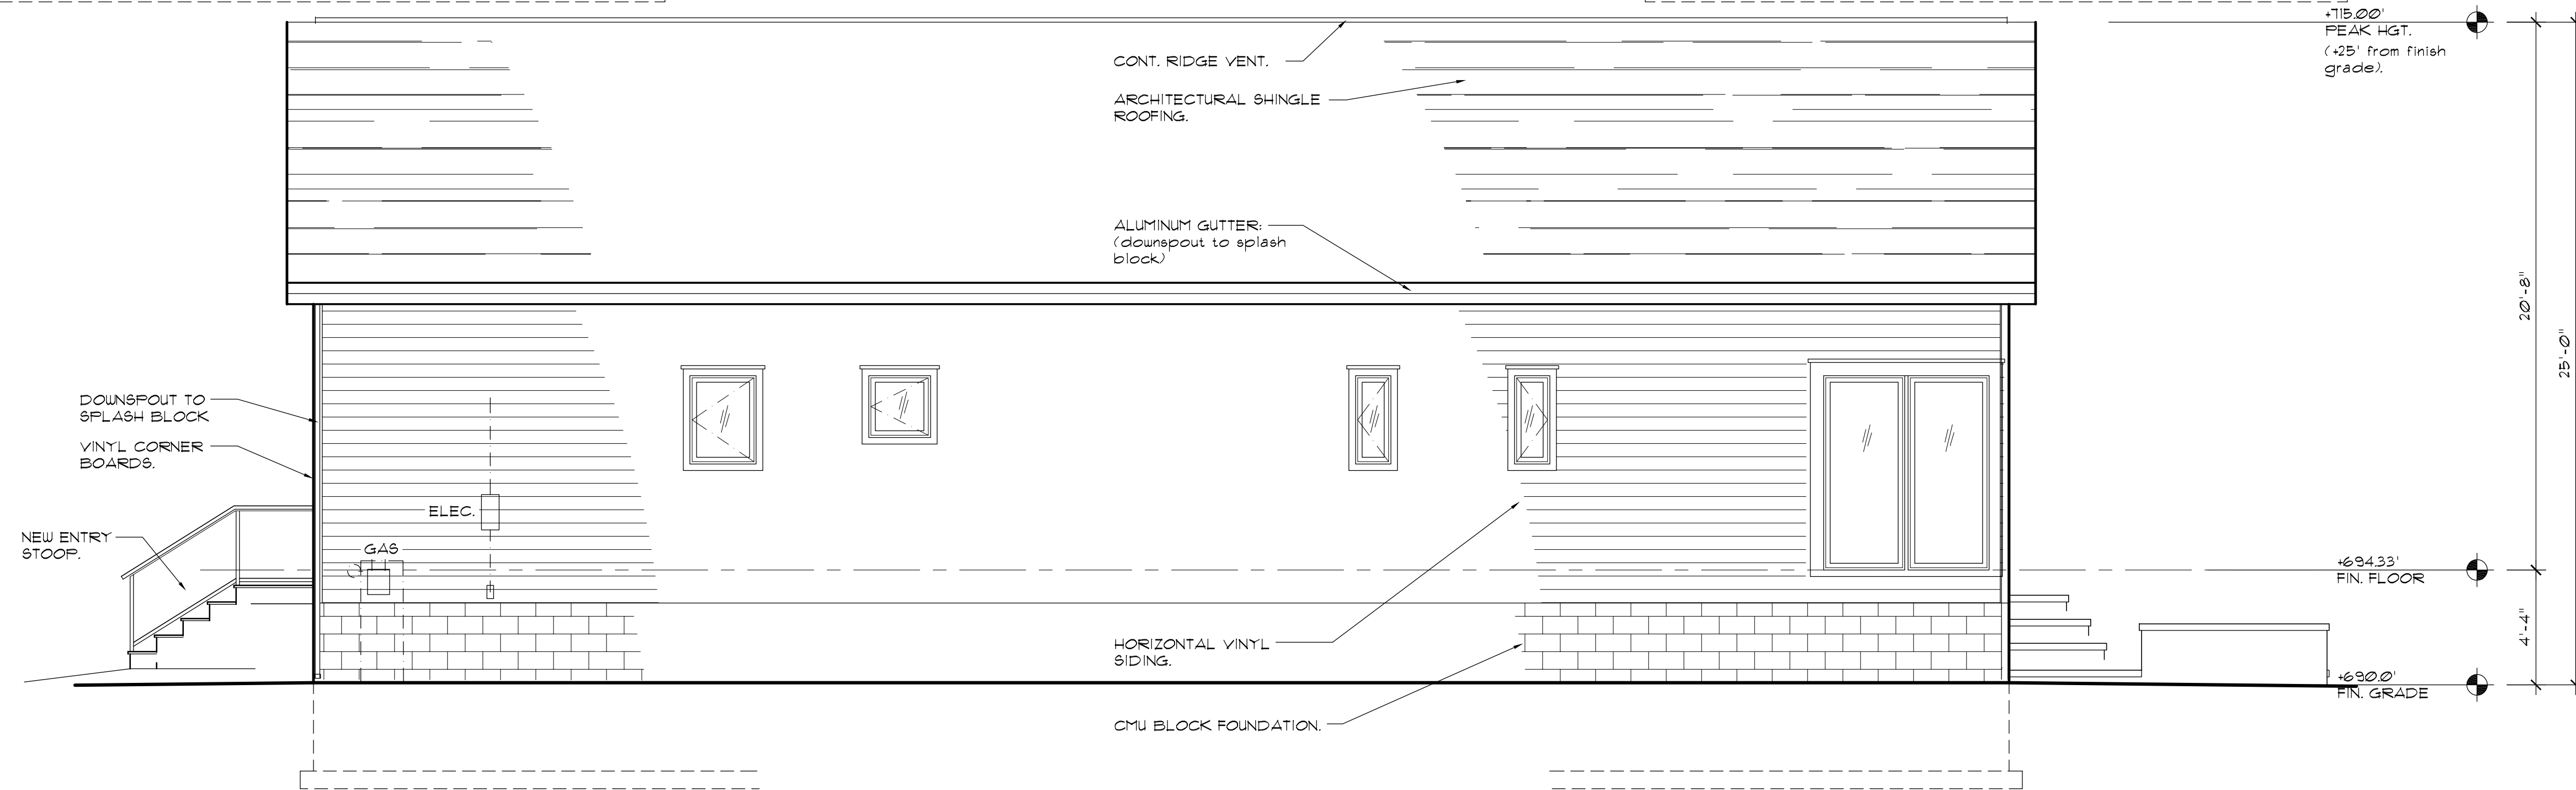 +715.00'
PEAK HGT.
(+25' from finish
grade).
CONT. RIDGE VENT.
ARCHITECTURAL SHINGLE
ROOFING.
ALUMINUM GUTTER:
(downspout to splash
block)
20'-8"
25'-0"
DOWNSPOUT TO
SPLASH BLOCK
VINYL CORNER
BOARDS.
ELEC.
NEW ENTRY
STOOP.
GAS
+694.33'
FIN. FLOOR
4'-4"
HORIZONTAL VINYL
SIDING.
+690.0'
FIN. GRADE
CMU BLOCK FOUNDATION.